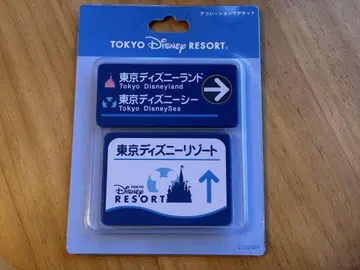 デコレーションマグネット
TOKYO Disney RESORT®
東京ディズニーランド
Tokyo Disneyland
東京ディズニーシー
Tokyo DisneySea
東京ディズニーリゾート
TOKYO
Disney
RESORT
© DISNEY